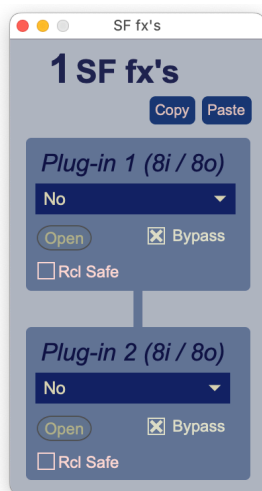 SF fx's
1 SF fx's
Copy Paste
Plug-in 1 (8i / 8o)
No
Open Bypass
Rcl Safe
Plug-in 2 (8i / 8o)
No
Open Bypass
Rcl Safe